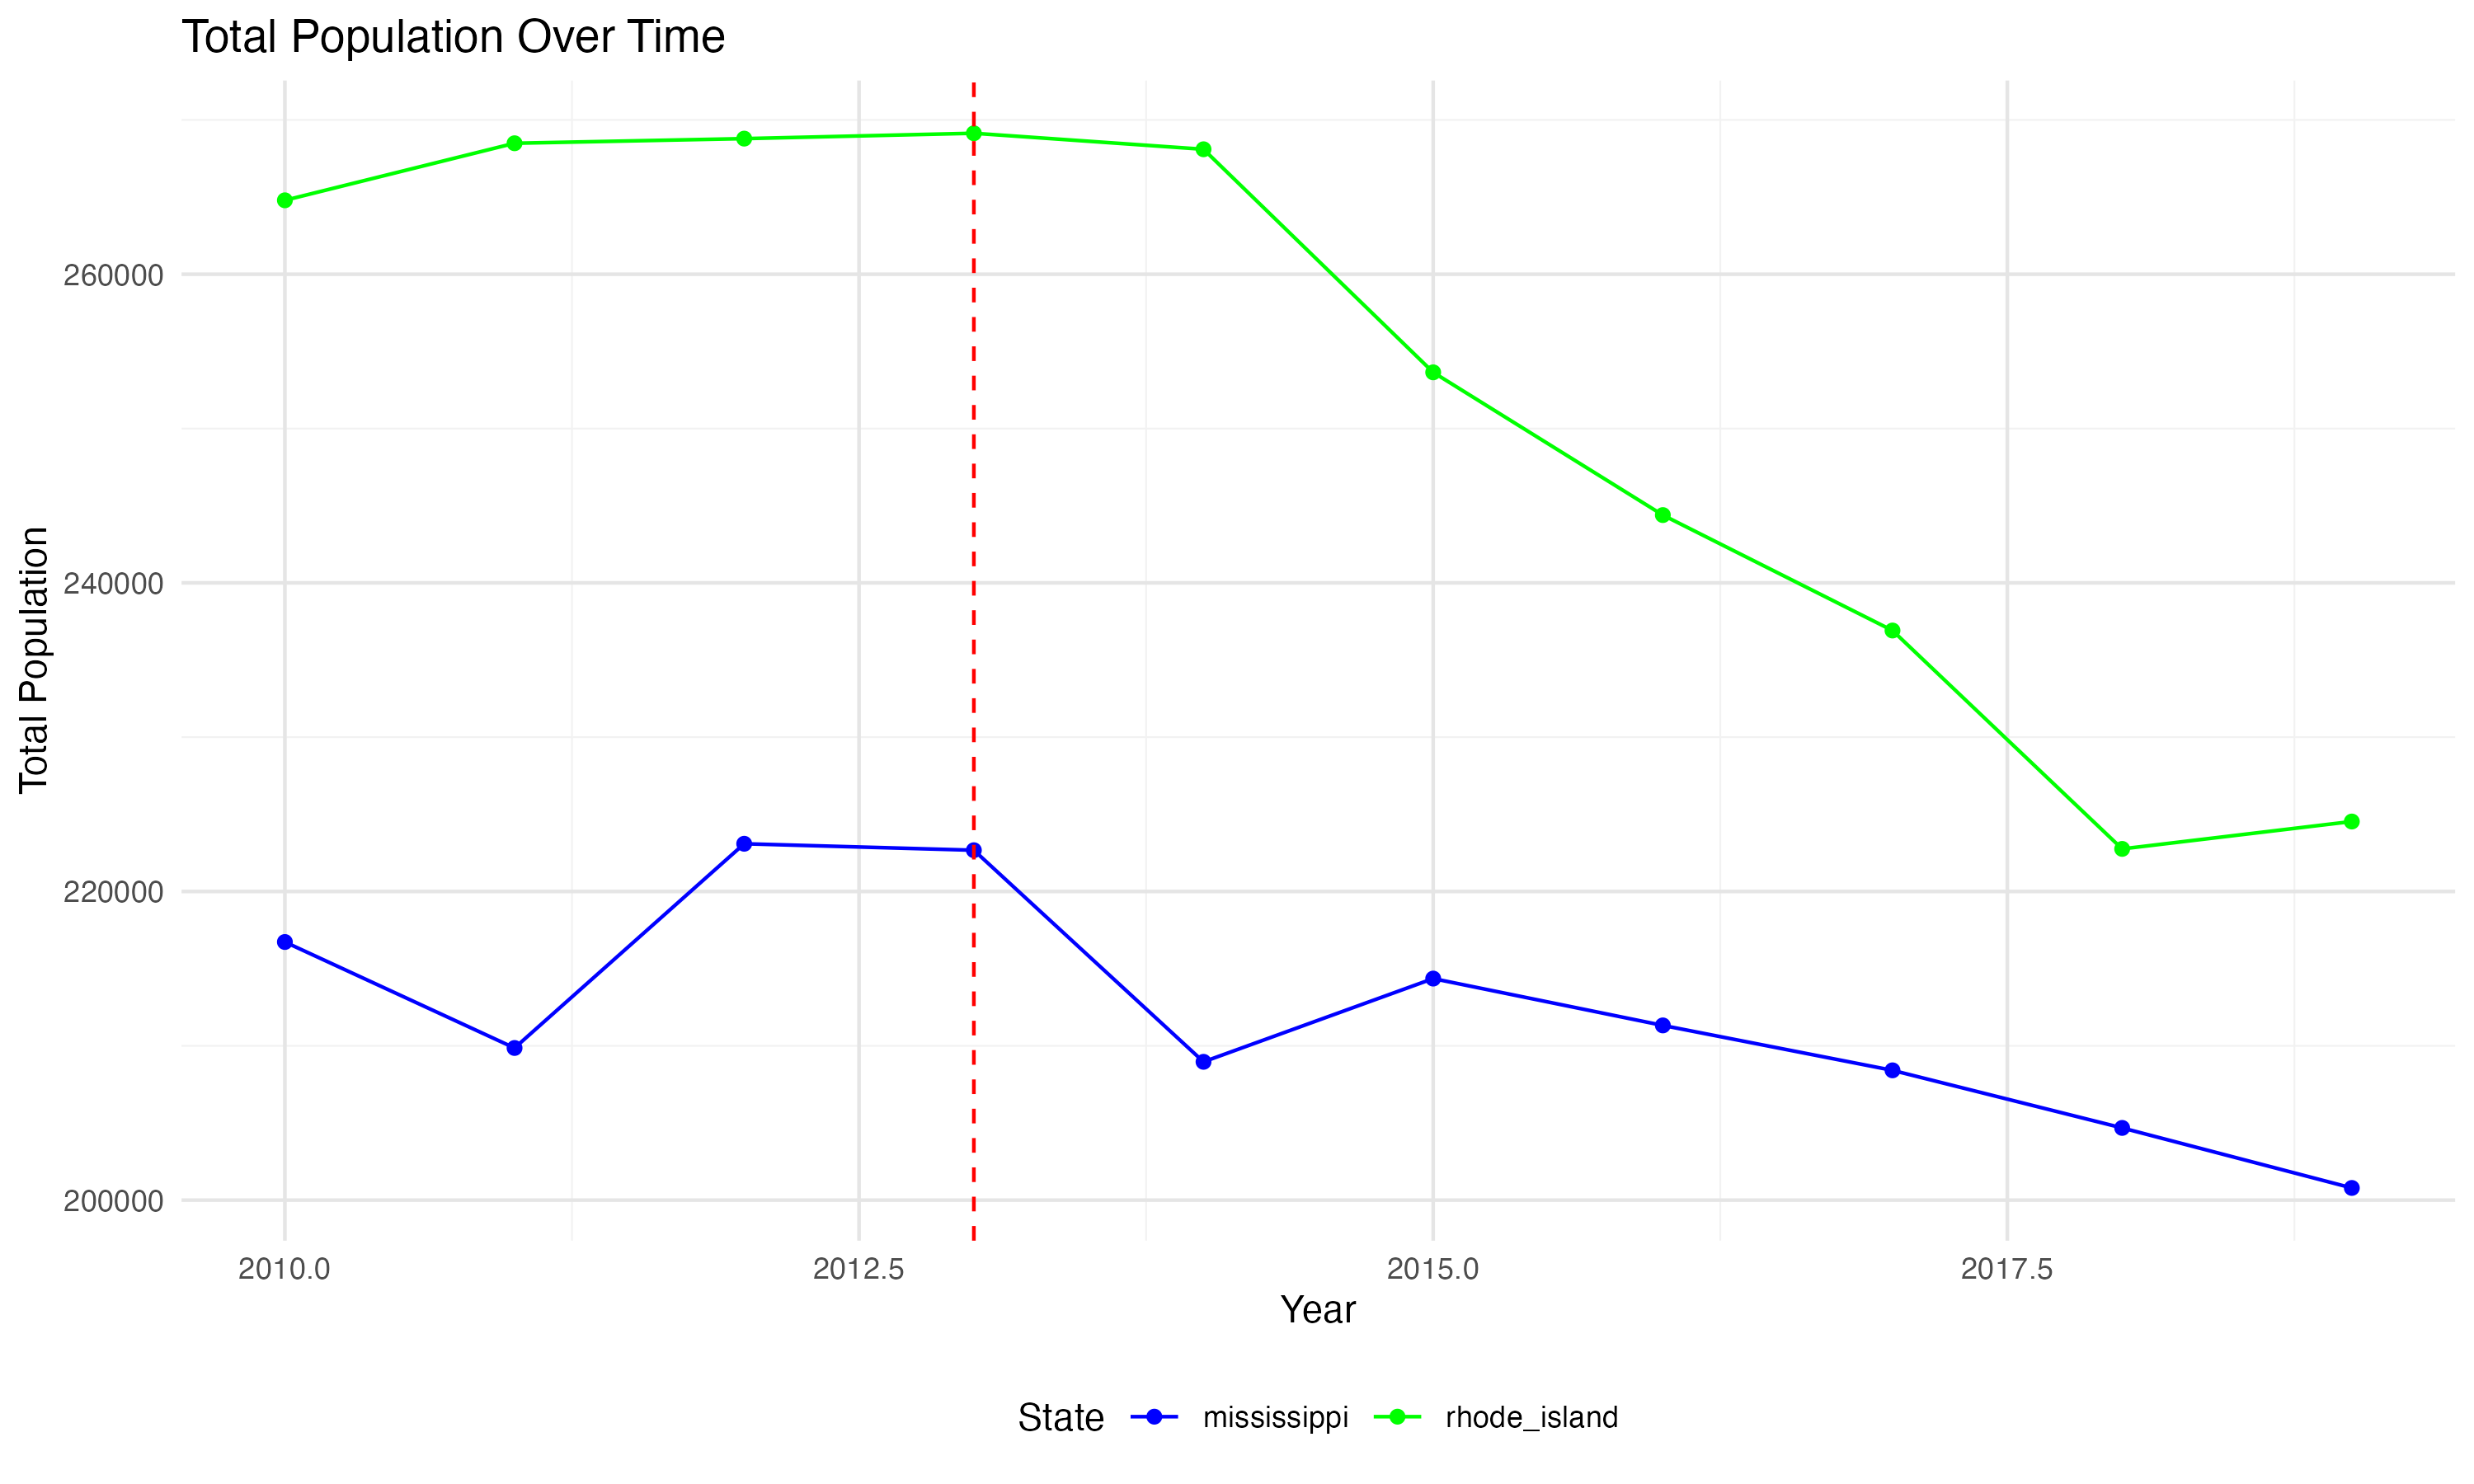 Total Population Over Time
Total Population
260000
240000
220000
200000
2010.0 2012.5 2015.0 2017.5
Year
State mississippi rhode_island